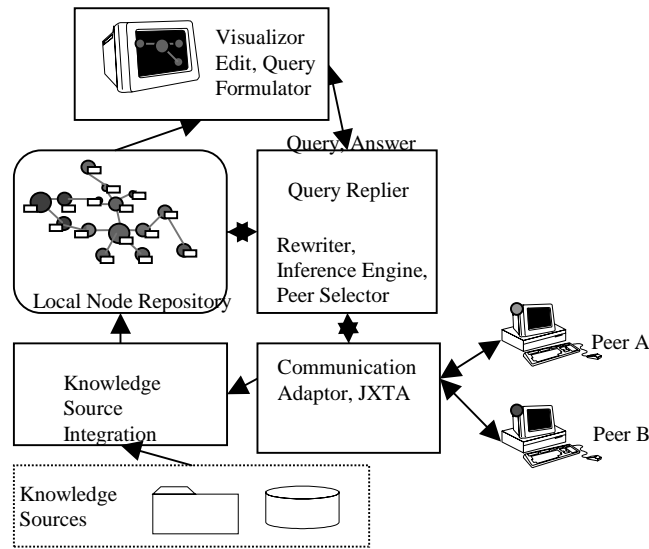 Visualizor
Edit, Query
Formulator
Query, Answer
Query Replier
Rewriter,
Inference Engine,
Peer Selector
Local Node Repository
Knowledge
Source
Integration
Communication
Adaptor, JXTA
Peer A
Peer B
Knowledge
Sources